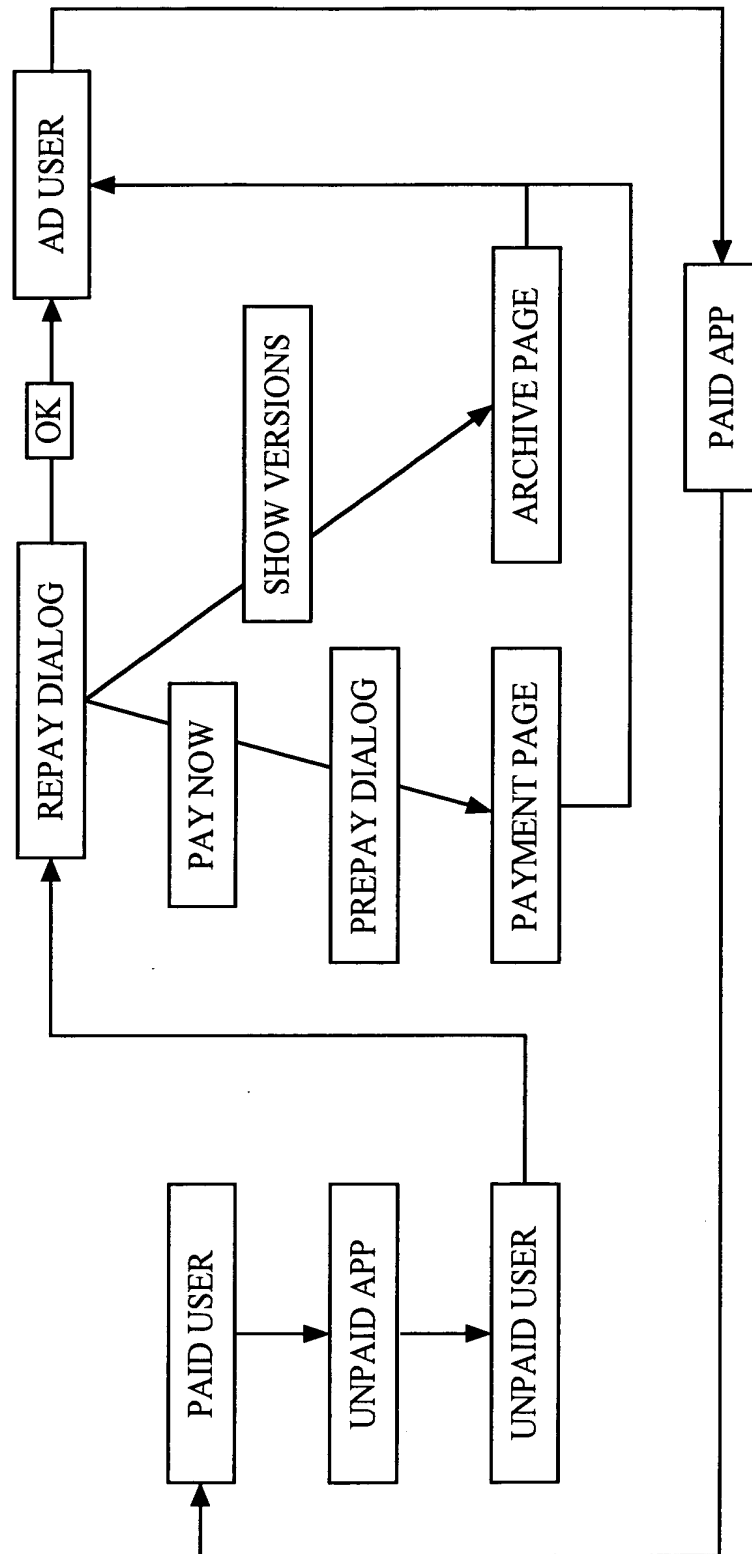 PAID USER
UNPAID APP
UNPAID USER
REPAY DIALOG
PAY NOW
PREPAY DIALOG
PAYMENT PAGE
SHOW VERSIONS
ARCHIVE PAGE
OK
AD USER
PAID APP